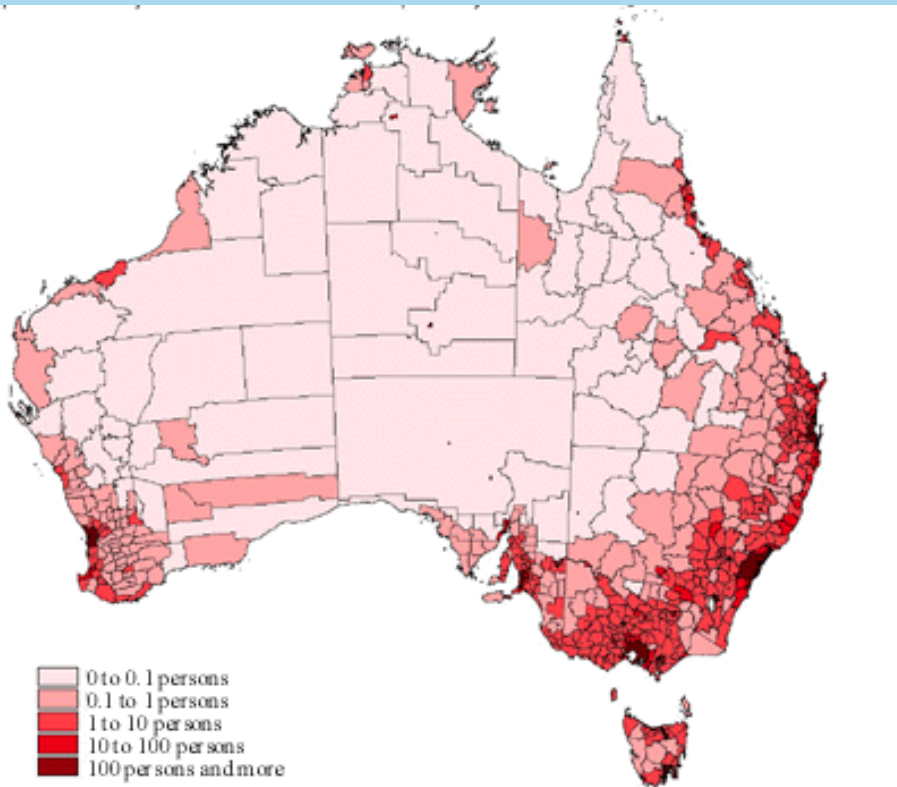 0 to 0.1 persons
0.1 to 1 persons
1 to 10 persons
10 to 100 persons
100 persons and more